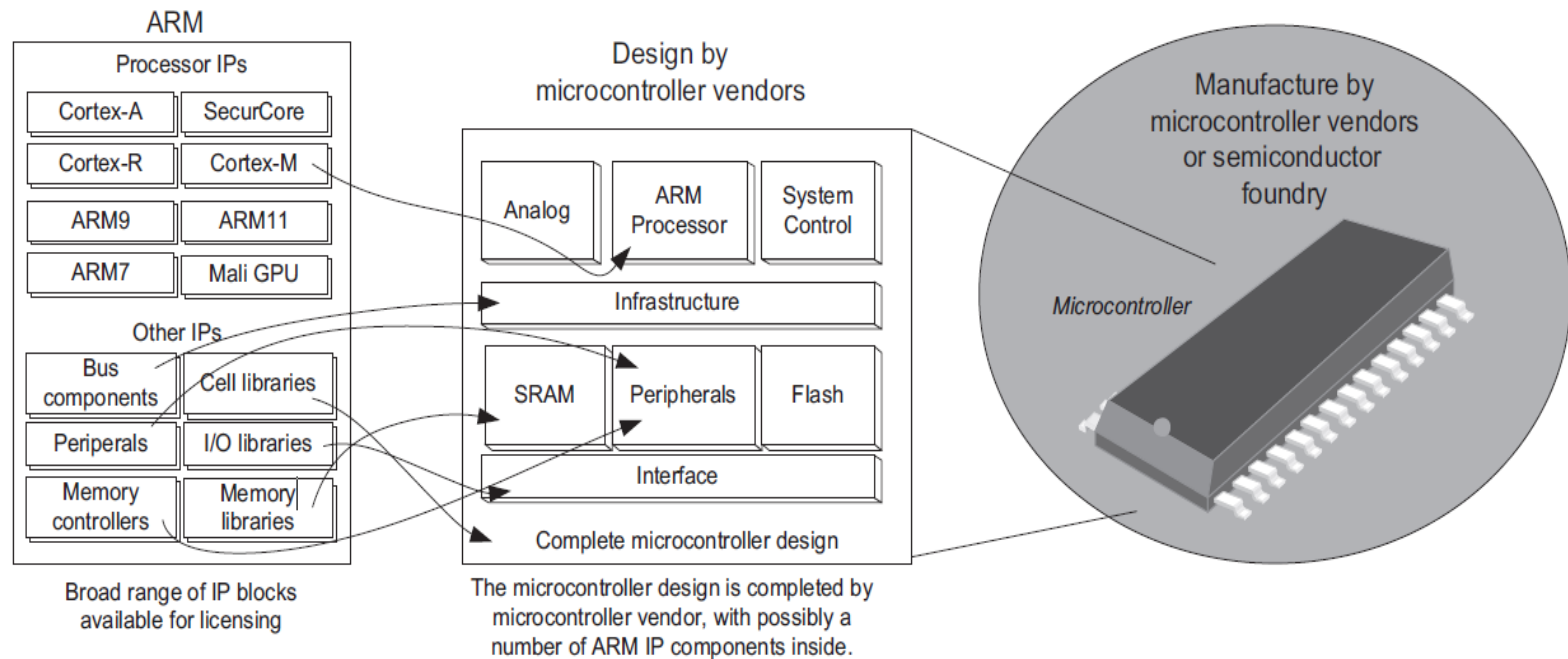 ARM
Processor IPs
Cortex-A
SecurCore
Cortex-R
Cortex-M
ARM9
ARM11
ARM7
Mali GPU
Other IPs
Bus
components
Cell libraries
Periperals
I/O libraries
Memory
controllers
Memory
libraries
Broad range of IP blocks
available for licensing
Design by
microcontroller vendors
Analog
ARM
Processor
System
Control
Infrastructure
SRAM
Peripherals
Flash
Interface
Complete microcontroller design
The microcontroller design is completed by
microcontroller vendor, with possibly a
number of ARM IP components inside.
Manufacture by
microcontroller vendors
or semiconductor
foundry
Microcontroller